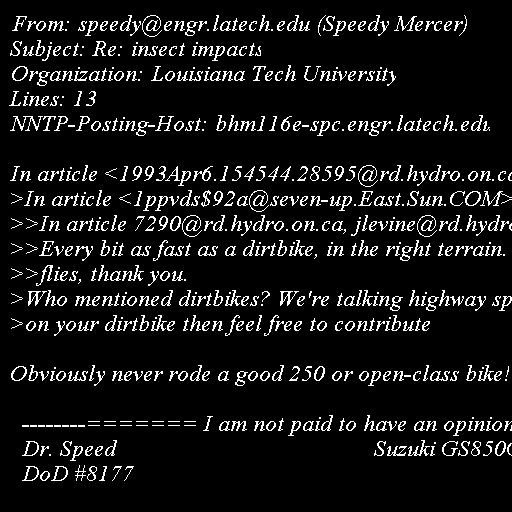 From: speedy@engr.latech.edu (Speedy Mercer)
Subject: Re: insect impacts
Organization: Louisiana Tech University
Lines: 13
NNTP-Posting-Host: bhm116e-spc.engr.latech.edu
In article <1993Apr6.154544.28595@rd.hydro.on.ca
>In article <1ppvds$92a@seven-up.East.Sun.COM>
>>In article 7290@rd.hydro.on.ca, jlevine@rd.hydro
>>Every bit as fast as a dirtbike, in the right terrain.
>>flies, thank you.
>Who mentioned dirtbikes? We're talking highway sp
>on your dirtbike then feel free to contribute
Obviously never rode a good 250 or open-class bike!
--------======= I am not paid to have an opinion
Dr. Speed Suzuki GS850G
DoD #8177